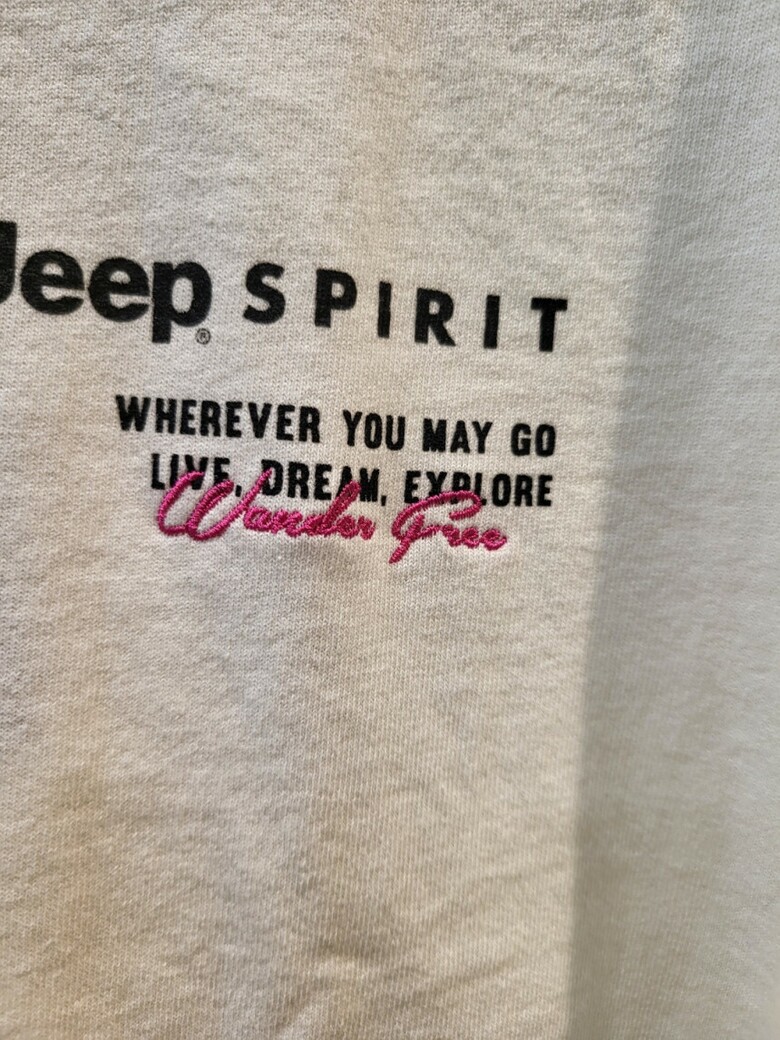 Jeep® SPIRIT
WHEREVER YOU MAY GO
LIVE, DREAM, EXPLORE
Wander Free